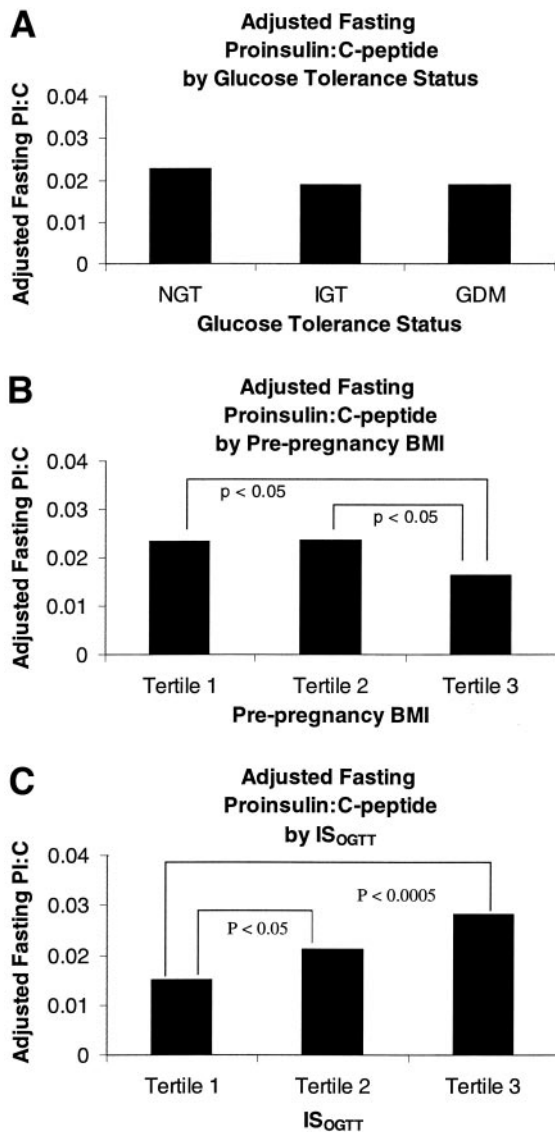 A
Adjusted Fasting
Proinsulin:C-peptide
by Glucose Tolerance Status
Adjusted Fasting PI:C
0.04
0.03
0.02
0.01
0
NGT IGT GDM
Glucose Tolerance Status
B
Adjusted Fasting
Proinsulin:C-peptide
by Pre-pregnancy BMI
Adjusted Fasting PI:C
0.04
0.03
0.02
0.01
0
p < 0.05
p < 0.05
Tertile 1 Tertile 2 Tertile 3
Pre-pregnancy BMI
C
Adjusted Fasting
Proinsulin:C-peptide
by ISOGTT
Adjusted Fasting PI:C
0.04
0.03
0.02
0.01
0
P < 0.0005
P < 0.05
Tertile 1 Tertile 2 Tertile 3
ISOGTT